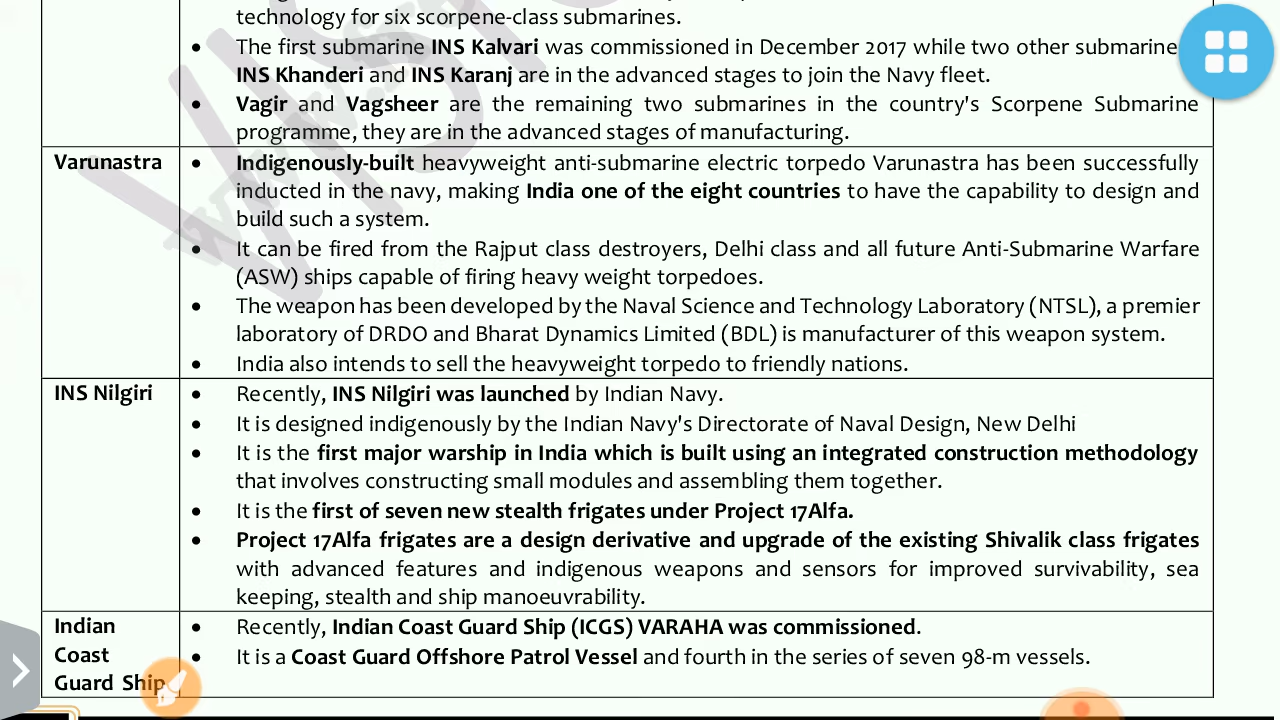 technology for six scorpene-class submarines.
• The first submarine INS Kalvari was commissioned in December 2017 while two other submarine
INS Khanderi and INS Karanj are in the advanced stages to join the Navy fleet.
• Vagir and Vagsheer are the remaining two submarines in the country's Scorpene Submarine
programme, they are in the advanced stages of manufacturing.
Varunastra
• Indigenously-built heavyweight anti-submarine electric torpedo Varunastra has been successfully
inducted in the navy, making India one of the eight countries to have the capability to design and
build such a system.
• It can be fired from the Rajput class destroyers, Delhi class and all future Anti-Submarine Warfare
(ASW) ships capable of firing heavy weight torpedoes.
• The weapon has been developed by the Naval Science and Technology Laboratory (NTSL), a premier
laboratory of DRDO and Bharat Dynamics Limited (BDL) is manufacturer of this weapon system.
• India also intends to sell the heavyweight torpedo to friendly nations.
INS Nilgiri
• Recently, INS Nilgiri was launched by Indian Navy.
• It is designed indigenously by the Indian Navy's Directorate of Naval Design, New Delhi
• It is the first major warship in India which is built using an integrated construction methodology
that involves constructing small modules and assembling them together.
• It is the first of seven new stealth frigates under Project 17Alfa.
• Project 17Alfa frigates are a design derivative and upgrade of the existing Shivalik class frigates
with advanced features and indigenous weapons and sensors for improved survivability, sea
keeping, stealth and ship manoeuvrability.
Indian
Coast
Guard Ship
• Recently, Indian Coast Guard Ship (ICGS) VARAHA was commissioned.
• It is a Coast Guard Offshore Patrol Vessel and fourth in the series of seven 98-m vessels.